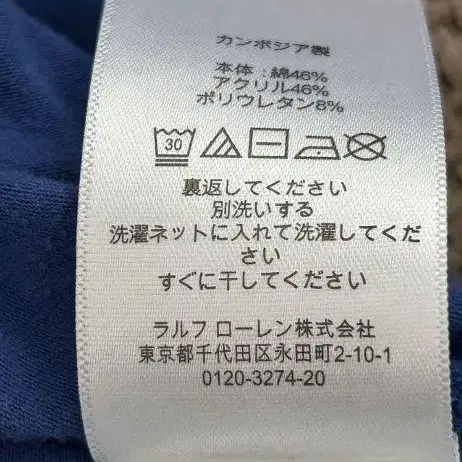 カンボジア製
本体：綿46%
アクリル46%
ポリウレタン8%
30
裏返してください
別洗いする
洗濯ネットに入れて洗濯してくだ
さい
すぐに干してください
ラルフ ローレン株式会社
東京都千代田区永田町2-10-1
0120-3274-20